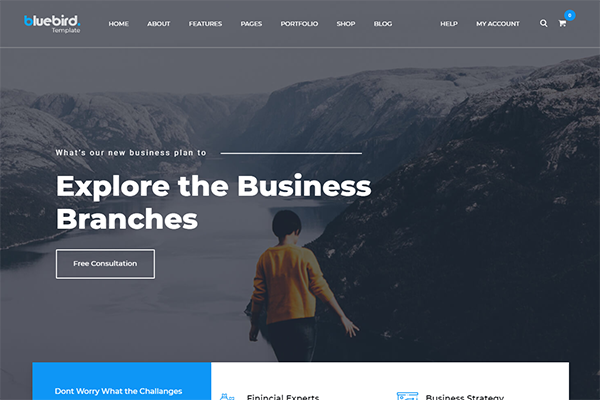 bluebird.
Template
HOME ABOUT FEATURES PAGES PORTFOLIO SHOP BLOG HELP MY ACCOUNT 0
What's our new business plan to
Explore the Business
Branches
Free Consultation
Dont Worry What the Challanges
Finincial Experts
Business Strategy